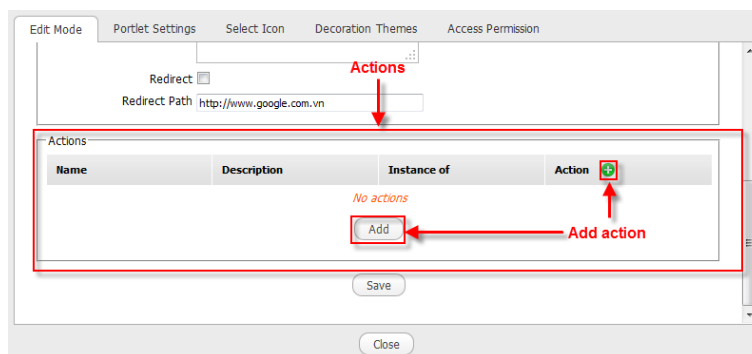 Edit Mode Portlet Settings Select Icon Decoration Themes Access Permission
Actions
Redirect
Redirect Path http://www.google.com.vn
Actions
Name Description Instance of Action
No actions
Add
Add action
Save
Close